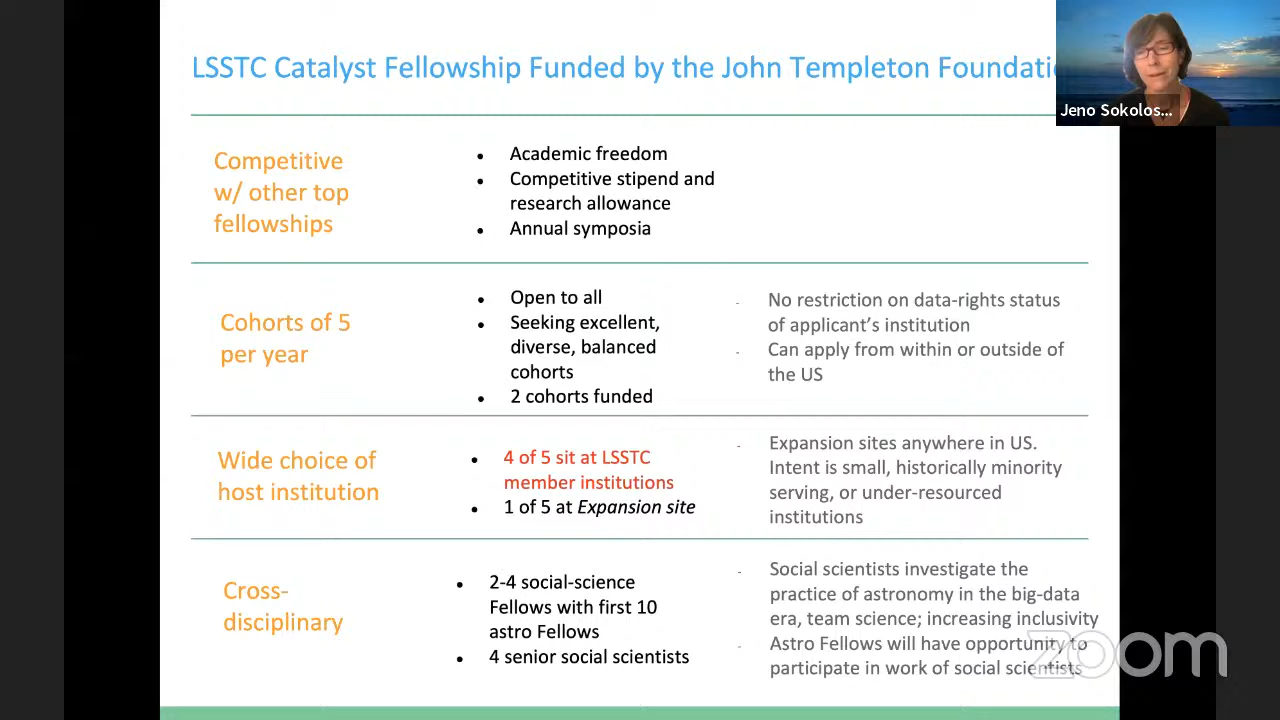 LSSTC Catalyst Fellowship Funded by the John Templeton Foundatio
Jeno Sokolos...
Competitive
w/ other top
fellowships
• Academic freedom
• Competitive stipend and
research allowance
• Annual symposia
Cohorts of 5
per year
• Open to all
• Seeking excellent,
diverse, balanced
cohorts
• 2 cohorts funded
- No restriction on data-rights status
of applicant’s institution
- Can apply from within or outside of
the US
Wide choice of
host institution
• 4 of 5 sit at LSSTC
member institutions
• 1 of 5 at Expansion site
- Expansion sites anywhere in US.
Intent is small, historically minority
serving, or under-resourced
institutions
Cross-
disciplinary
• 2-4 social-science
Fellows with first 10
astro Fellows
• 4 senior social scientists
- Social scientists investigate the
practice of astronomy in the big-data
era, team science; increasing inclusivity
- Astro Fellows will have opportunity to
participate in work of social scientists
zoom